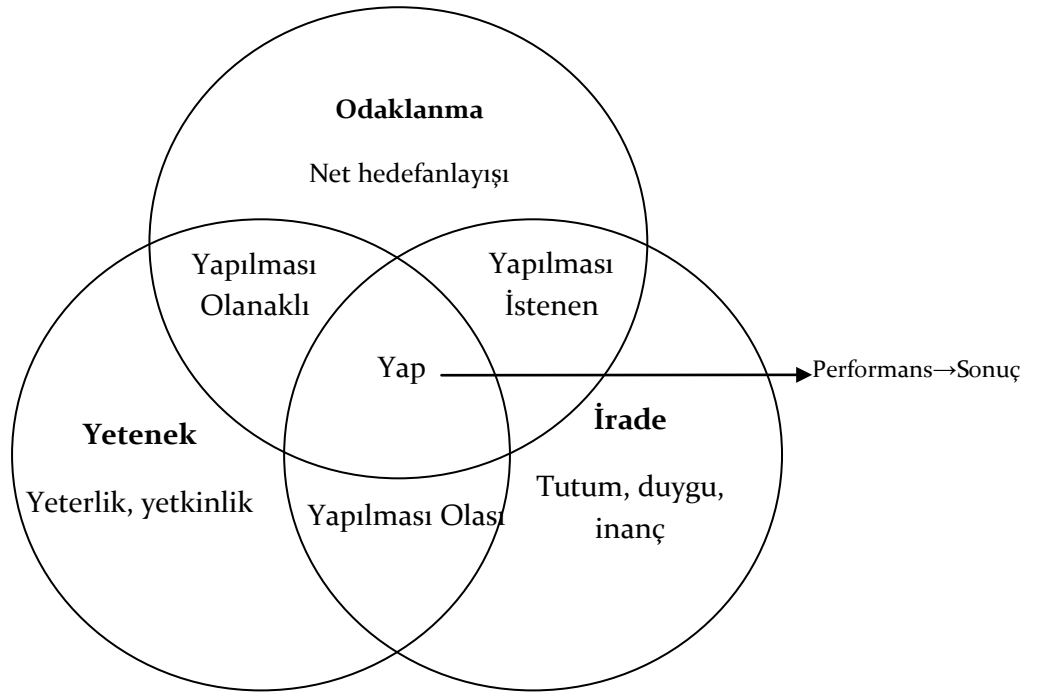 Odaklanma
Net hedefanlayışı
Yapılması
Olanaklı
Yapılması
İstenen
Yap
Performans→Sonuç
Yetenek
Yeterlik, yetkinlik
İrade
Tutum, duygu,
inanç
Yapılması Olası